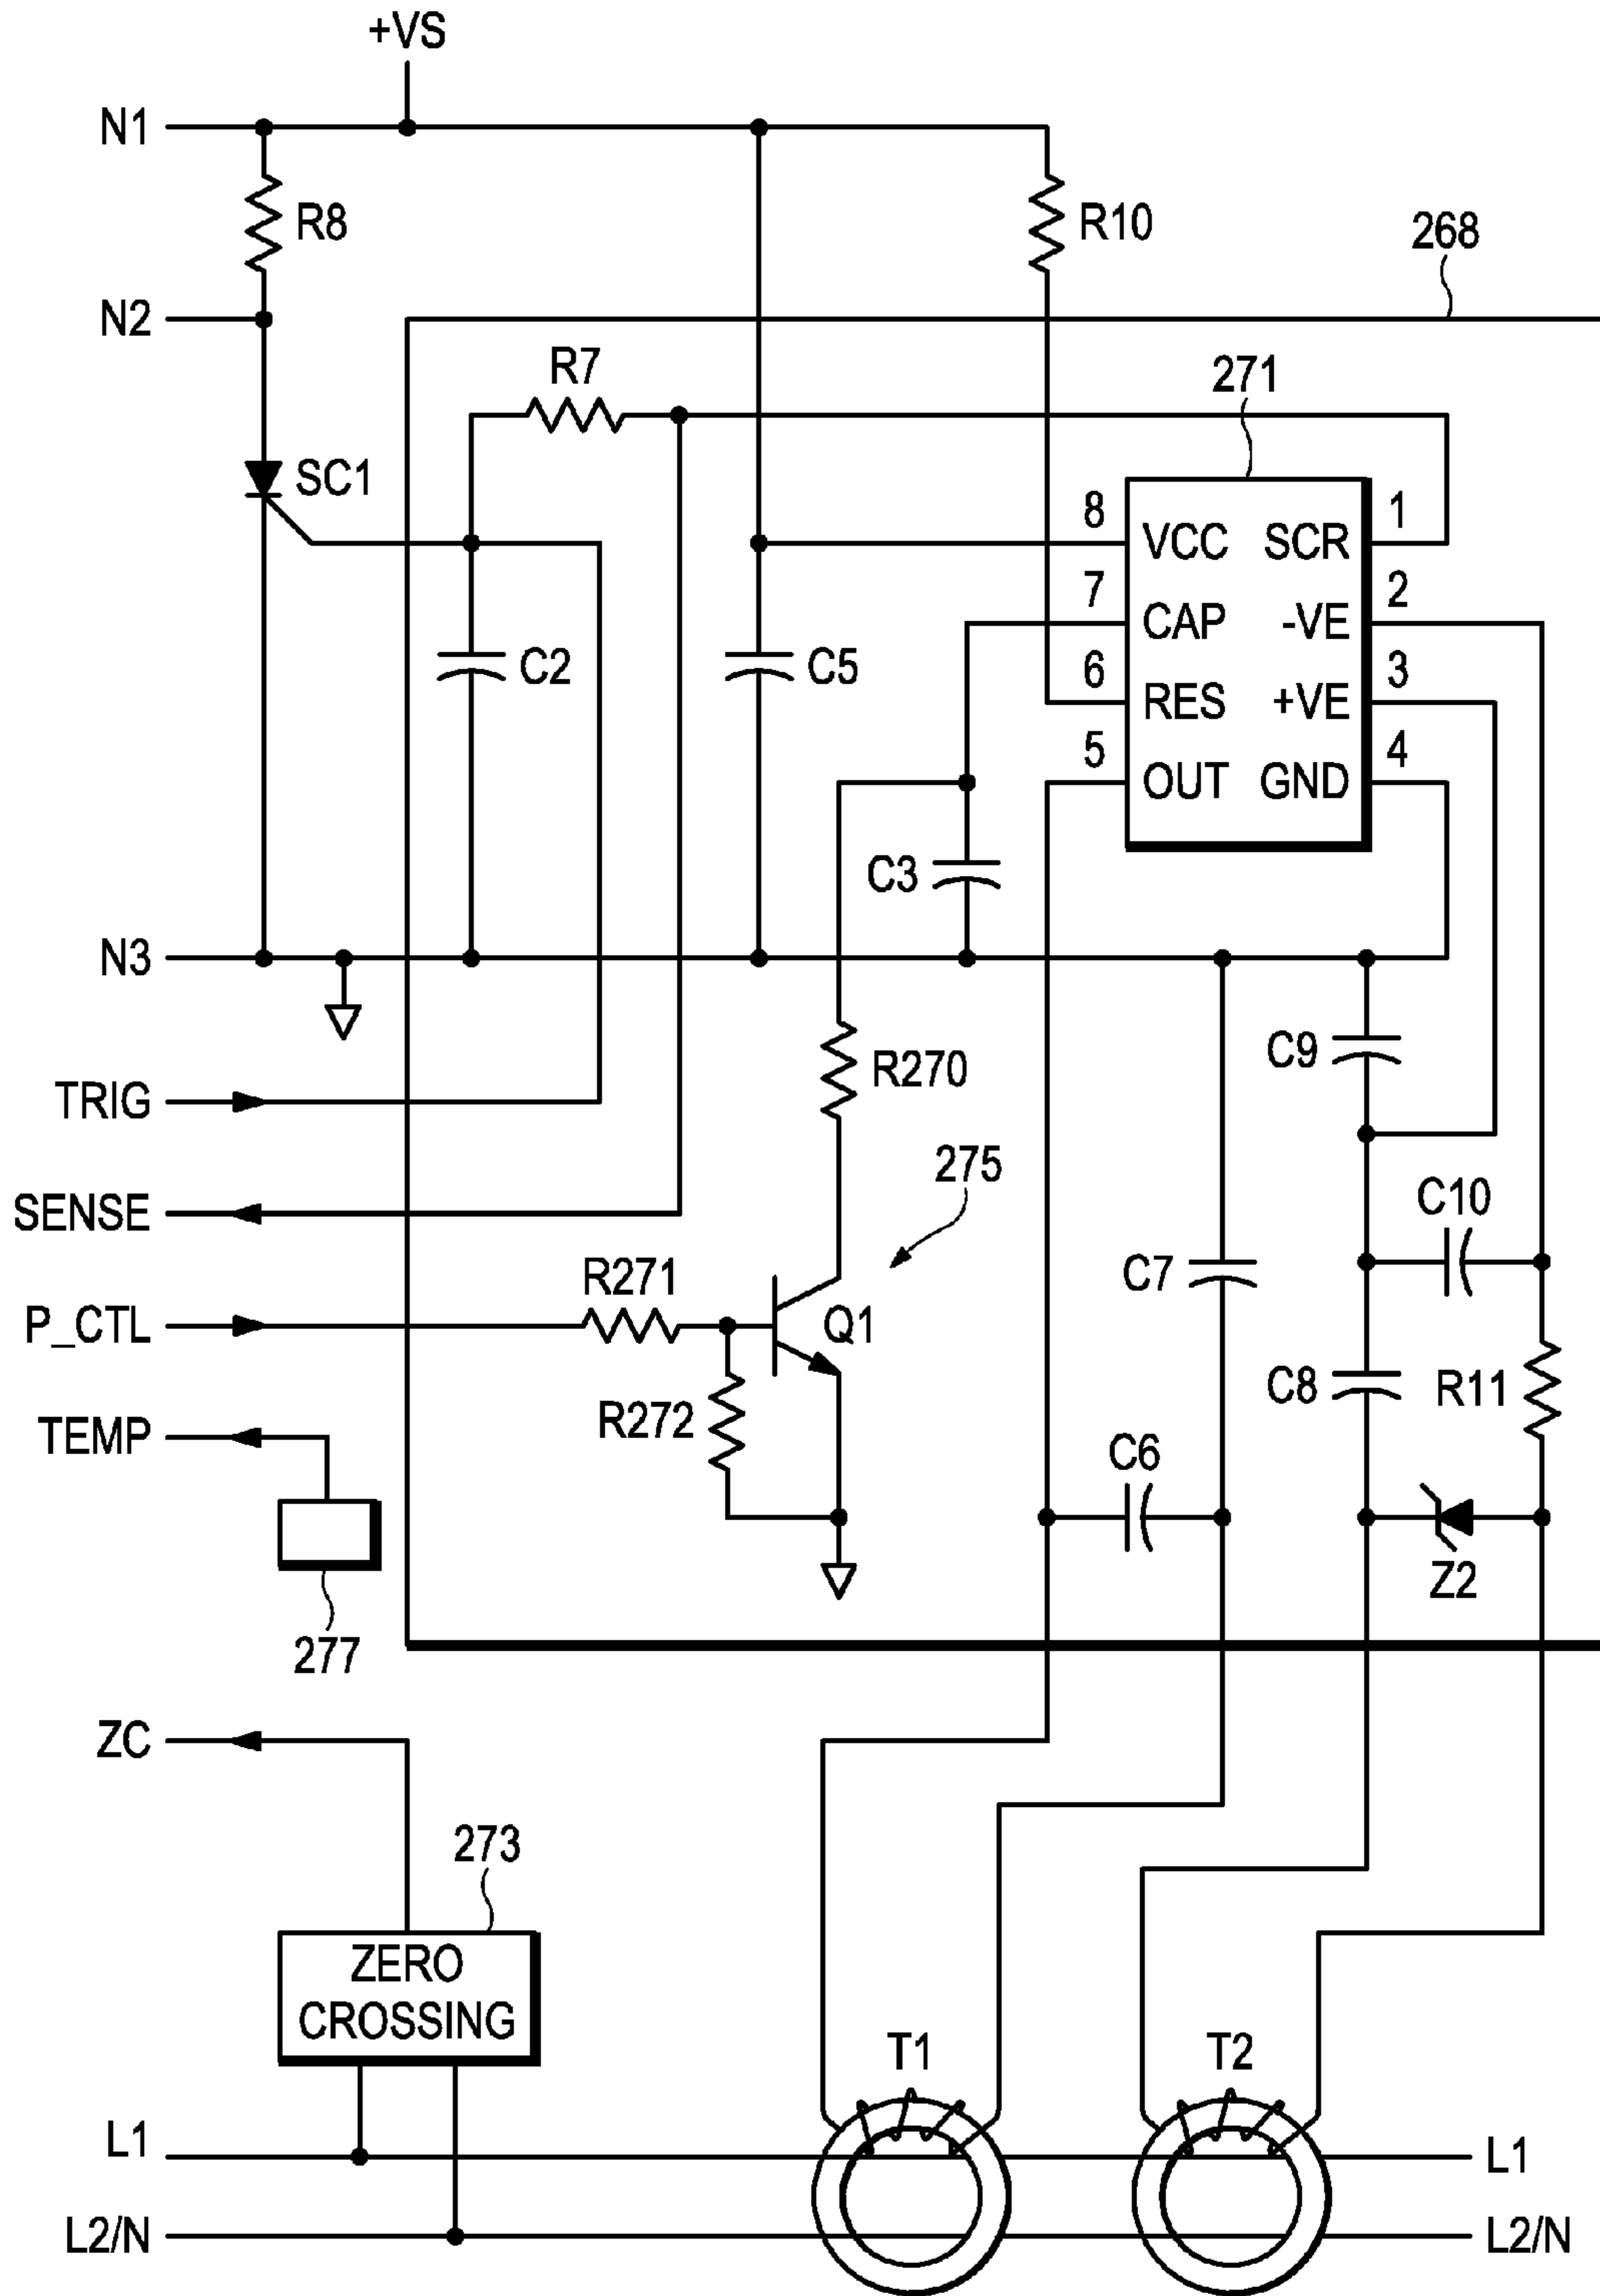 +VS
N1
R8
R10
268
N2
R7
271
SC1
8 VCC SCR 1
7 CAP -VE 2
6 RES +VE 3
5 OUT GND 4
C2
C5
C3
N3
C9
R270
TRIG
275
C10
SENSE
C7
R271
P_CTL
Q1
C8
R11
R272
TEMP
C6
Z2
277
ZC
273
ZERO
CROSSING
T1
T2
L1
L1
L2/N
L2/N